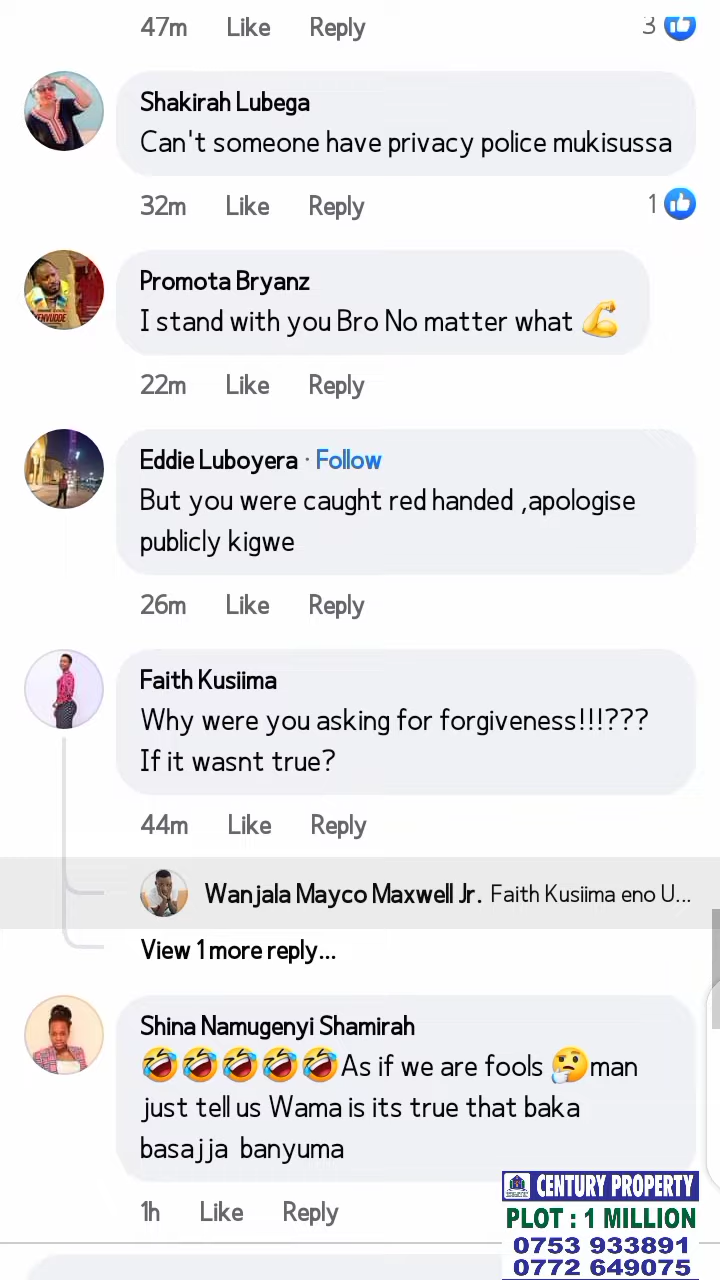 47m Like Reply 3
Shakirah Lubega
Can't someone have privacy police mukisussa
32m Like Reply 1
Promota Bryanz
I stand with you Bro No matter what 💪
22m Like Reply
Eddie Luboyera · Follow
But you were caught red handed ,apologise
publicly kigwe
26m Like Reply
Faith Kusiima
Why were you asking for forgiveness!!!???
If it wasnt true?
44m Like Reply
Wanjala Mayco Maxwell Jr. Faith Kusiima eno U...
View 1 more reply...
Shina Namugenyi Shamirah
🤣🤣🤣🤣🤣As if we are fools 🤔man
just tell us Wama is its true that baka
basajja banyuma
1h Like Reply
CENTURY PROPERTY
PLOT : 1 MILLION
0753 933891
0772 649075